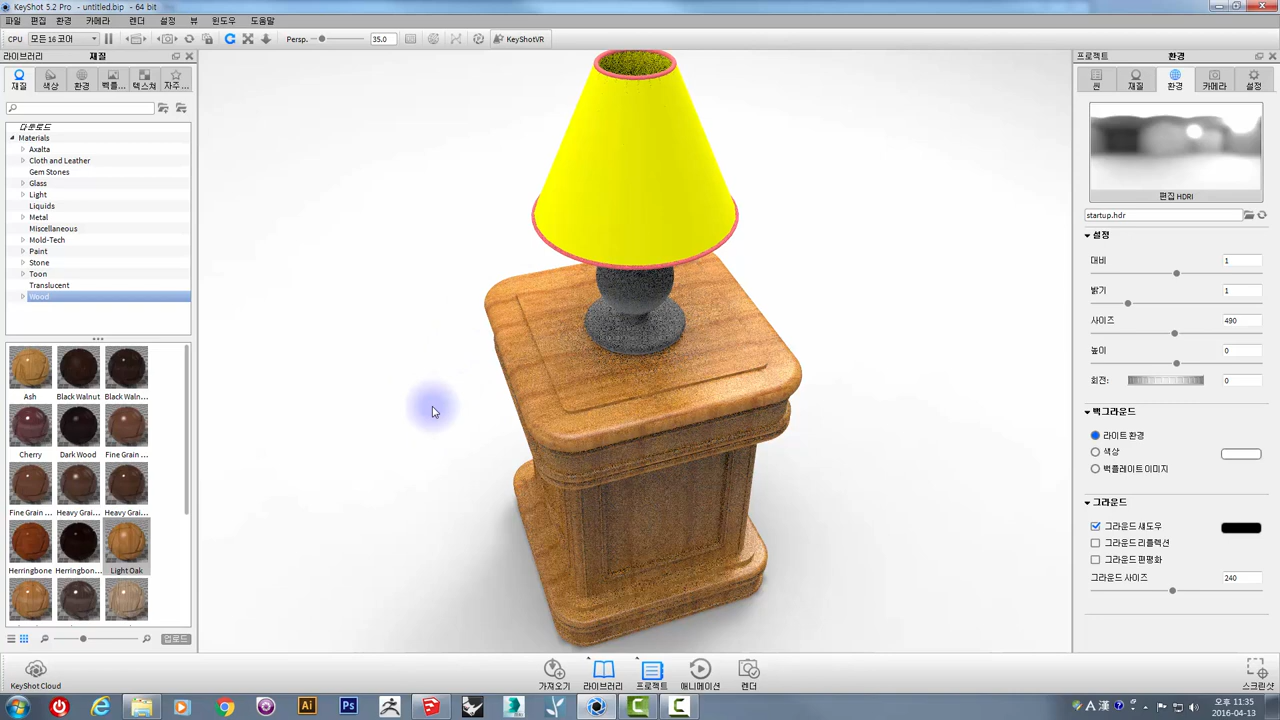 KeyShot 5.2 Pro - untitled.bip - 64 bit
파일 편집 환경 카메라 렌더 설정 뷰 윈도우 도움말
CPU 모든 16 코어 Persp. 35.0 KeyShotVR
라이브러리 재질
재질 색상 환경 백플... 텍스쳐 자주...
다운로드
Materials
Axalta
Cloth and Leather
Gem Stones
Glass
Light
Liquids
Metal
Miscellaneous
Mold-Tech
Paint
Stone
Toon
Translucent
Wood
Ash Black Walnut Black Waln...
Cherry Dark Wood Fine Grain ...
Fine Grain ... Heavy Grai... Heavy Grai...
Herringbone Herringbon... Light Oak
업로드
프로젝트 환경
씬 재질 환경 카메라 설정
편집 HDRI
startup.hdr
설정
대비 1
밝기 1
사이즈 490
높이 0
회전: 0
백그라운드
라이트 환경
색상
백플레이트 이미지
그라운드
그라운드 섀도우
그라운드 리플렉션
그라운드 편평화
그라운드 사이즈 240
KeyShot Cloud 가져오기 라이브러리 프로젝트 애니메이션 렌더 스크린샷
Ai Ps A 漢 오후 11:35
2016-04-13